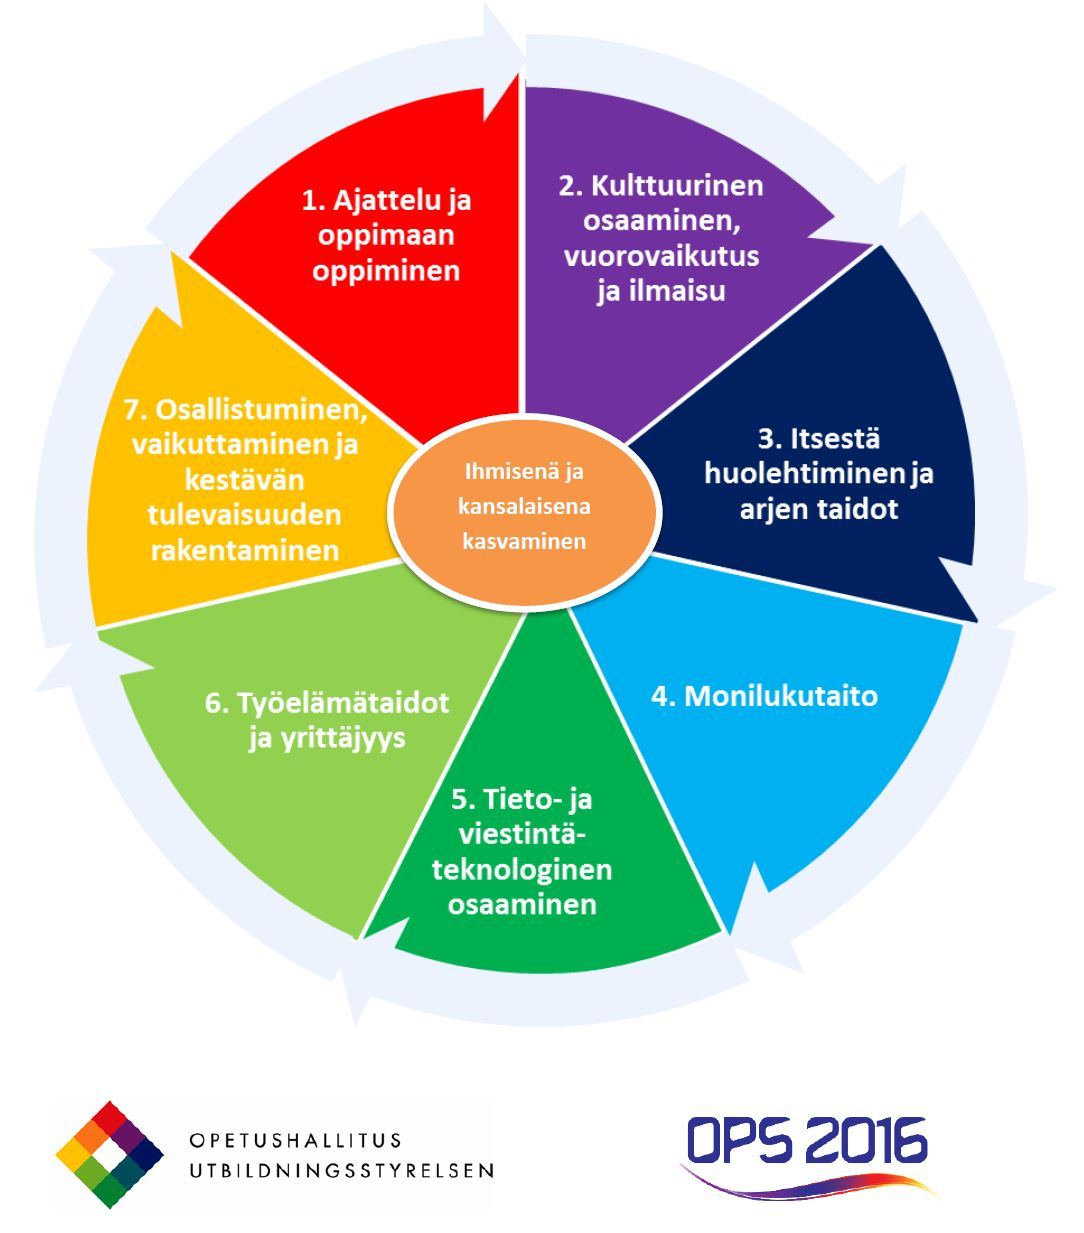 1. Ajattelu ja
oppimaan
oppiminen
2. Kulttuurinen
osaaminen,
vuorovaikutus
ja ilmaisu
3. Itsestä
huolehtiminen ja
arjen taidot
4. Monilukutaito
5. Tieto- ja
viestintä-
teknologinen
osaaminen
6. Työelämätaidot
ja yrittäjyys
7. Osallistuminen,
vaikuttaminen ja
kestävän
tulevaisuuden
rakentaminen
Ihmisenä ja
kansalaisena
kasvaminen
OPETUSHALLITUS
UTBILDNINGSSTYRELSEN
OPS 2016